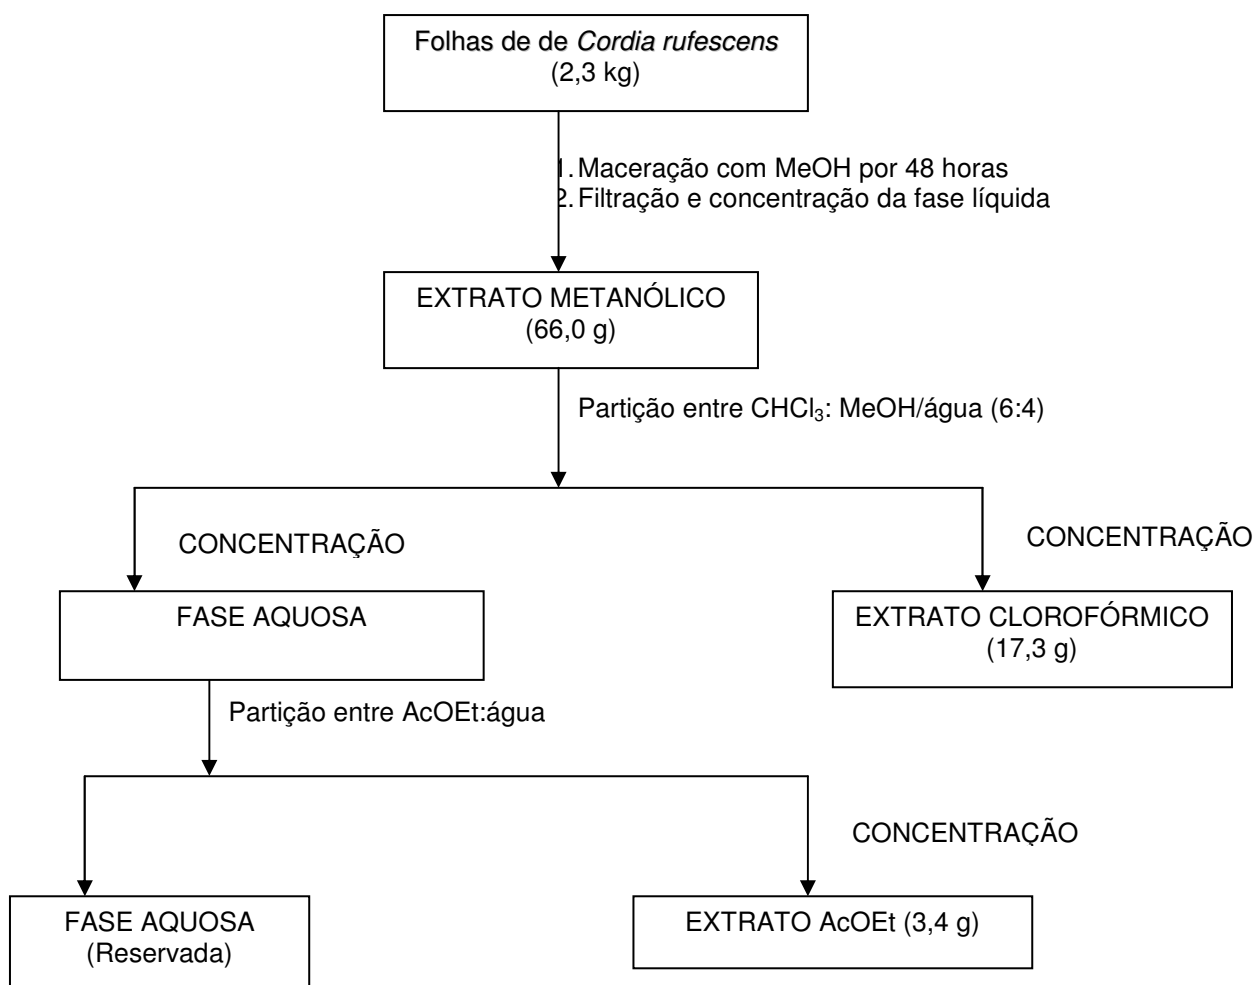 Folhas de de Cordia rufescens
(2,3 kg)
1. Maceração com MeOH por 48 horas
2. Filtração e concentração da fase líquida
EXTRATO METANÓLICO
(66,0 g)
Partição entre CHCl₃: MeOH/água (6:4)
CONCENTRAÇÃO
CONCENTRAÇÃO
FASE AQUOSA
EXTRATO CLOROFÓRMICO
(17,3 g)
Partição entre AcOEt:água
CONCENTRAÇÃO
FASE AQUOSA
(Reservada)
EXTRATO AcOEt (3,4 g)